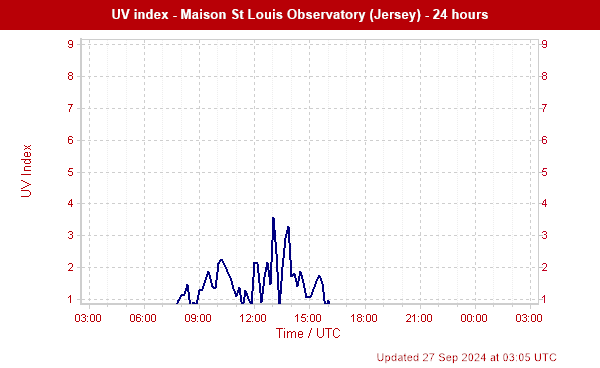 UV index - Maison St Louis Observatory (Jersey) - 24 hours
9 9
8 8
7 7
6 6
5 5
4 4
3 3
2 2
1 1
UV Index
03:00 06:00 09:00 12:00 15:00 18:00 21:00 00:00 03:00
Time / UTC
Updated 27 Sep 2024 at 03:05 UTC